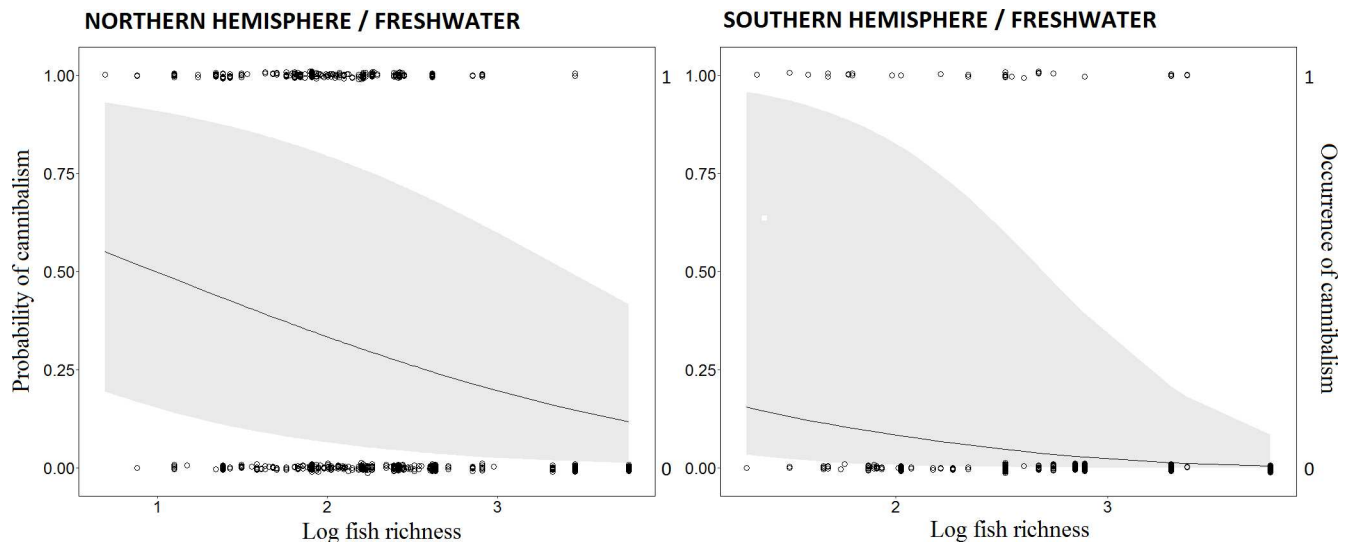 NORTHERN HEMISPHERE / FRESHWATER
Probability of cannibalism
1.00
0.75
0.50
0.25
0.00
1
0
1 2 3
Log fish richness
SOUTHERN HEMISPHERE / FRESHWATER
1.00
0.75
0.50
0.25
0.00
1
0
Occurrence of cannibalism
2 3
Log fish richness